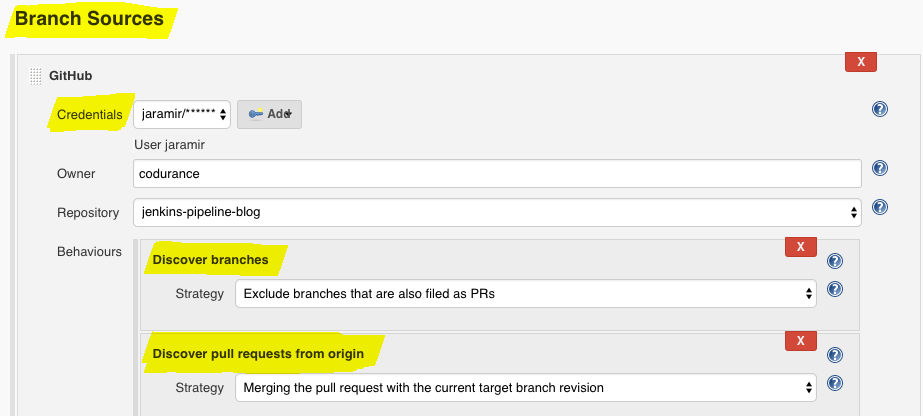 Branch Sources
X
GitHub
Credentials jaramir/****** Add ?
User jaramir
Owner codurance ?
Repository jenkins-pipeline-blog ?
Behaviours
X
Discover branches ?
Strategy Exclude branches that are also filed as PRs ?
X
Discover pull requests from origin ?
Strategy Merging the pull request with the current target branch revision ?